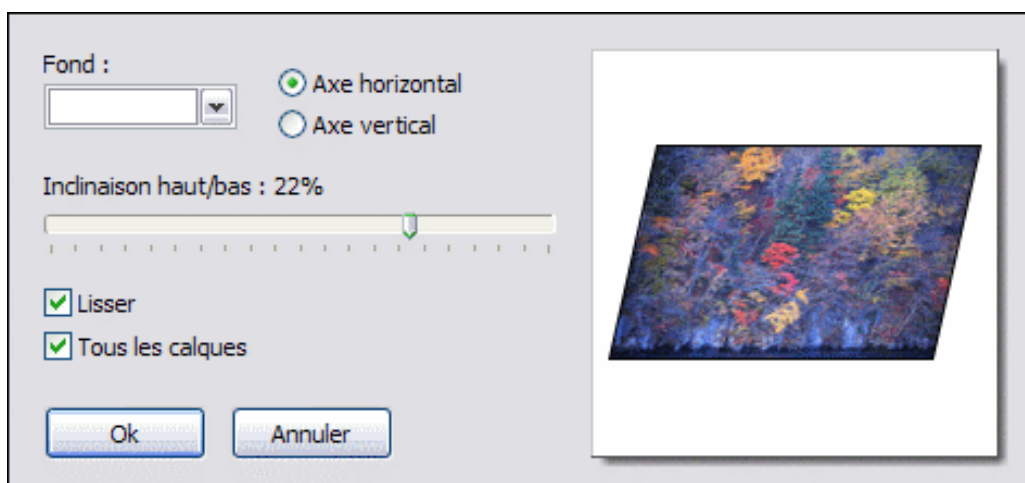 Fond :
Axe horizontal
Axe vertical
Inclinaison haut/bas : 22%
Lisser
Tous les calques
Ok
Annuler